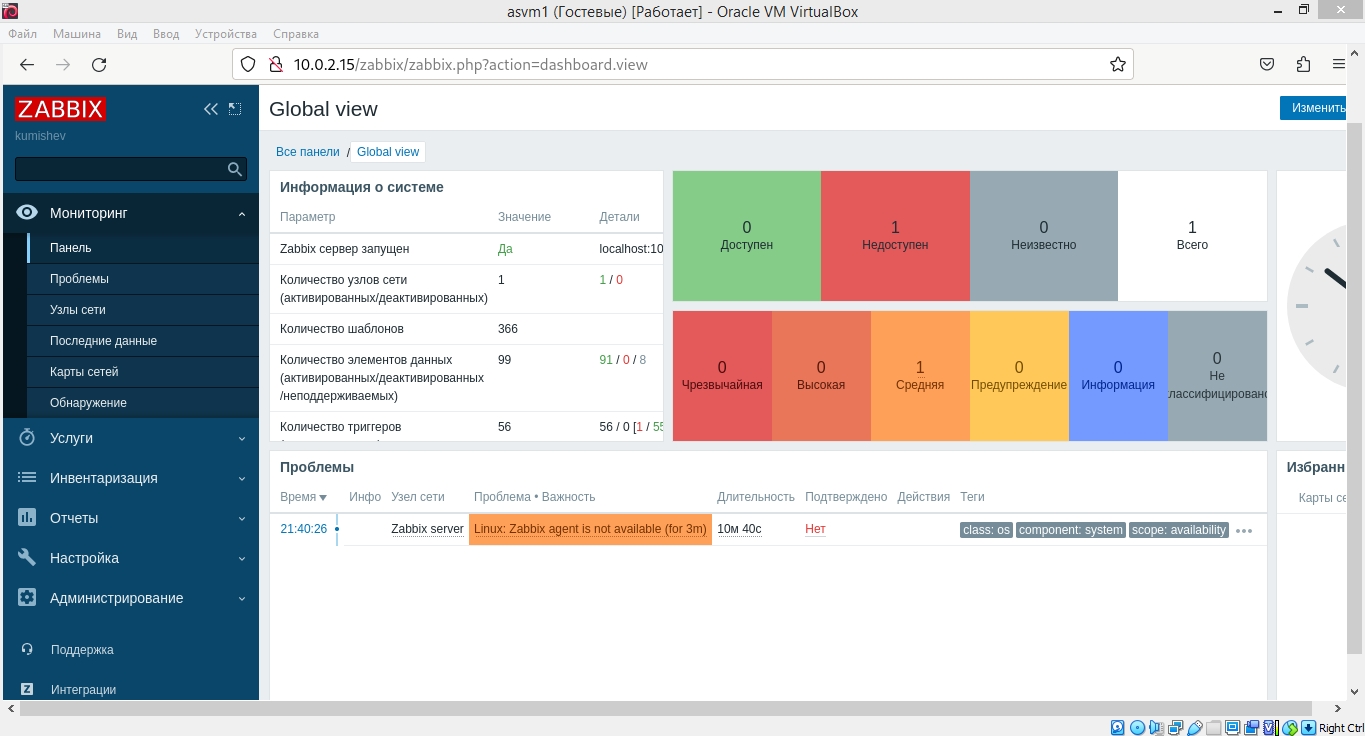 asvm1 (Гостевые) [Работает] - Oracle VM VirtualBox
Файл Машина Вид Ввод Устройства Справка
10.0.2.15/zabbix/zabbix.php?action=dashboard.view
ZABBIX
kumishev
Мониторинг
Панель
Проблемы
Узлы сети
Последние данные
Карты сетей
Обнаружение
Услуги
Инвентаризация
Отчеты
Настройка
Администрирование
Поддержка
Z Интеграции
Global view
Изменить
Все панели / Global view
Информация о системе
Параметр Значение Детали
Zabbix сервер запущен Да localhost:10
Количество узлов сети 1 1 / 0
(активированных/деактивированных)
Количество шаблонов 366
Количество элементов данных 99 91 / 0 / 8
(активированных/деактивированных
/неподдерживаемых)
Количество триггеров 56 56 / 0 [1 / 55
0 1 0 1
Доступен Недоступен Неизвестно Всего
0 0 1 0 0 0
Чрезвычайная Высокая Средняя Предупреждение Информация Не
лассифицировано
Проблемы
Время Инфо Узел сети Проблема • Важность Длительность Подтверждено Действия Теги
21:40:26 Zabbix server Linux: Zabbix agent is not available (for 3m) 10м 40с Нет class: os component: system scope: availability
Избранн
Карты се
Right Ctrl